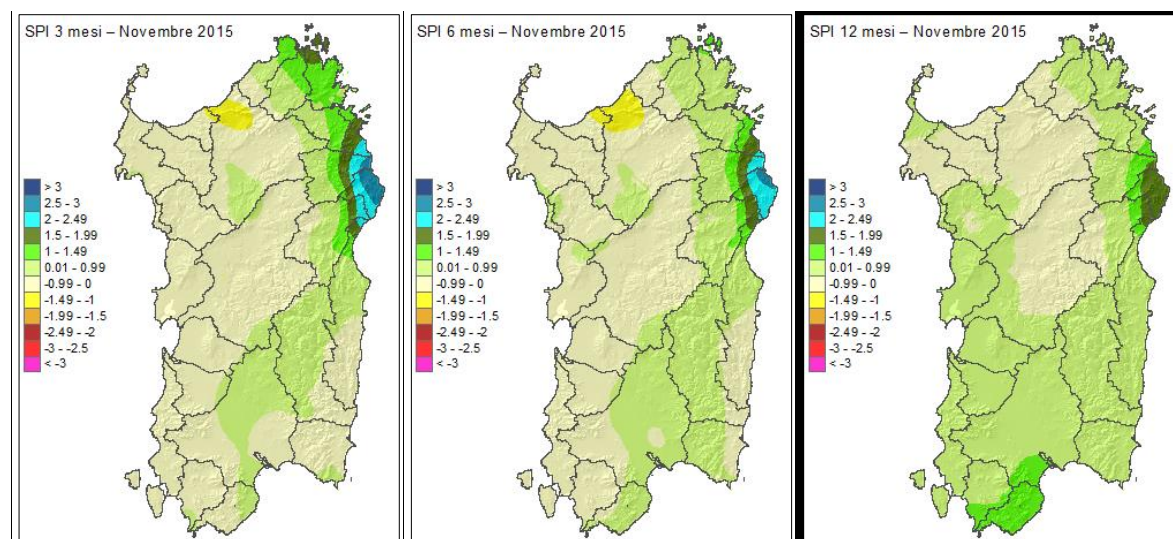 SPI 3 mesi – Novembre 2015
> 3
2.5 - 3
2 - 2.49
1.5 - 1.99
1 - 1.49
0.01 - 0.99
-0.99 - 0
-1.49 - -1
-1.99 - -1.5
-2.49 - -2
-3 - -2.5
< -3
SPI 6 mesi – Novembre 2015
> 3
2.5 - 3
2 - 2.49
1.5 - 1.99
1 - 1.49
0.01 - 0.99
-0.99 - 0
-1.49 - -1
-1.99 - -1.5
-2.49 - -2
-3 - -2.5
< -3
SPI 12 mesi – Novembre 2015
> 3
2.5 - 3
2 - 2.49
1.5 - 1.99
1 - 1.49
0.01 - 0.99
-0.99 - 0
-1.49 - -1
-1.99 - -1.5
-2.49 - -2
-3 - -2.5
< -3